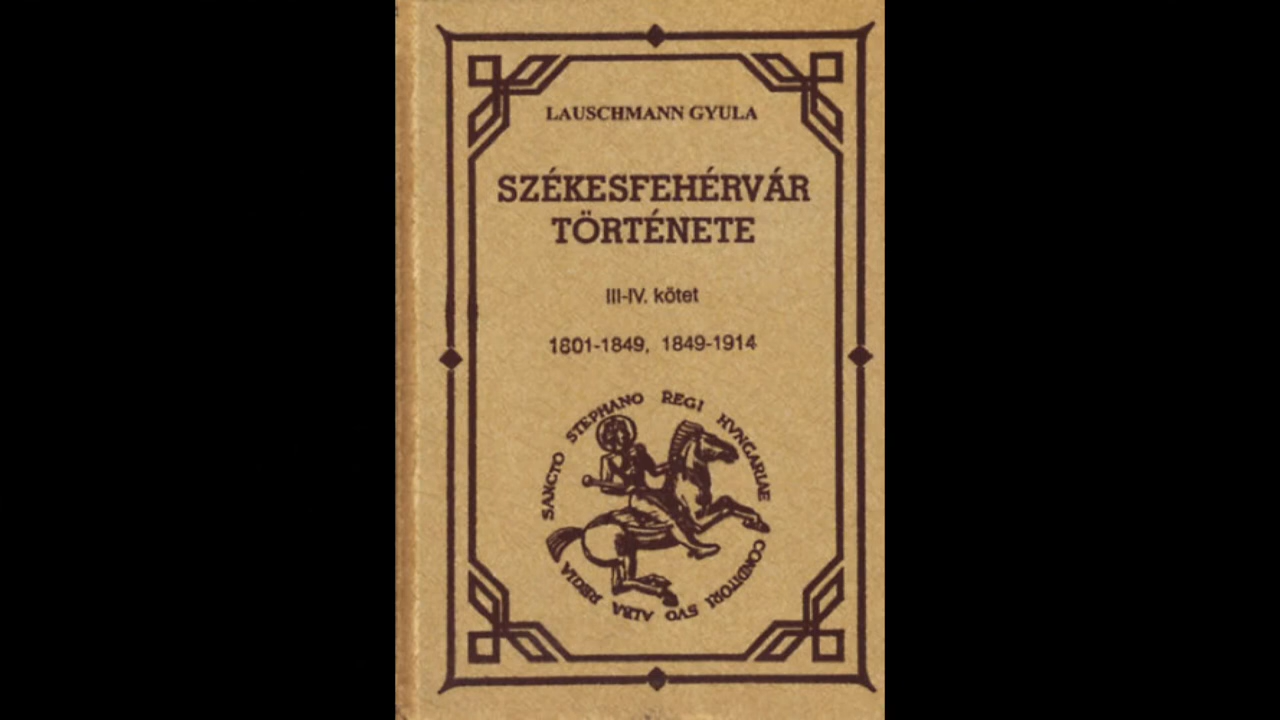 LAUSCHMANN GYULA
SZÉKESFEHÉRVÁR
TÖRTÉNETE
III-IV. kötet
1801-1849, 1849-1914
SANCTO STEPHANO REGI HVNGARIAE CONDITORI SVO ALBA REGIA